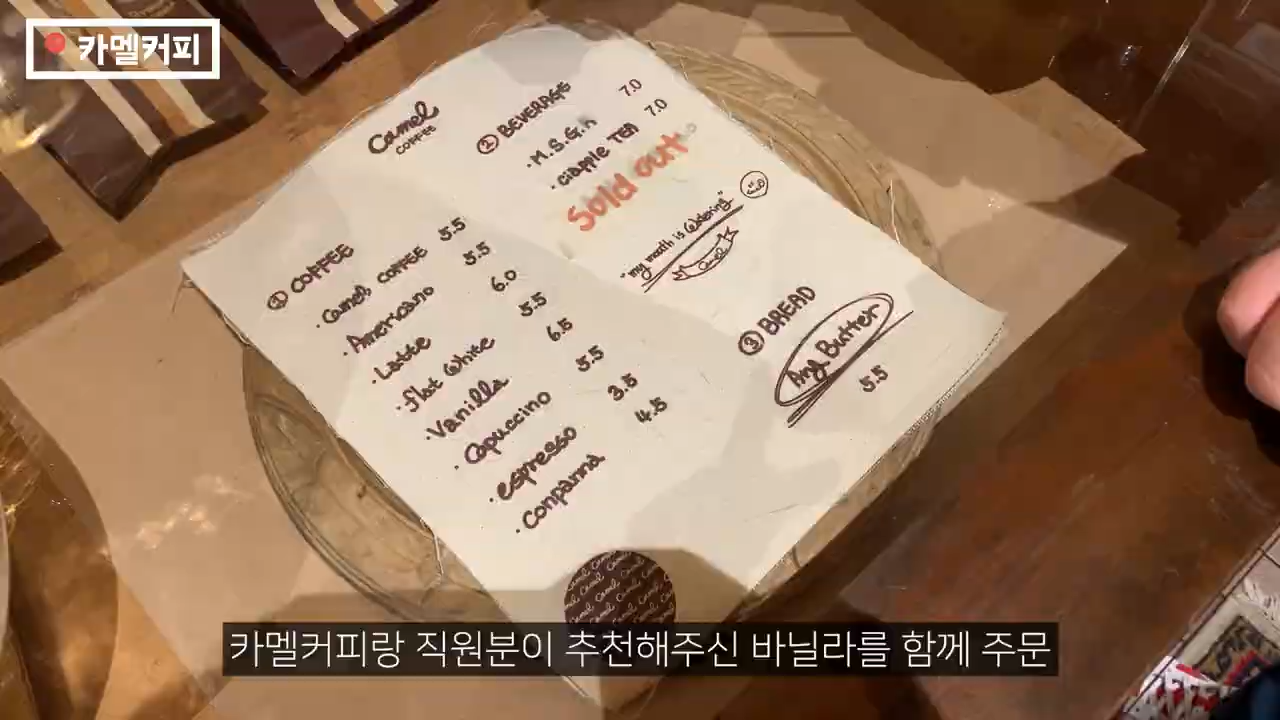 카멜커피
Camel
COFFEE
① COFFEE
· Camel COFFEE 5.5
· Americano 5.5
· Latte 6.0
· flat white 5.5
· Vanilla 6.5
· Capuccino 5.5
· espresso 3.5
· conpanna 4.5
② BEVERAGE
· M.S.G.R 7.0
· ciapple TEA 7.0
Sold out
"my mouth is watering"
Camel
③ BREAD
Ang Butter
5.5
카멜커피랑 직원분이 추천해주신 바닐라를 함께 주문